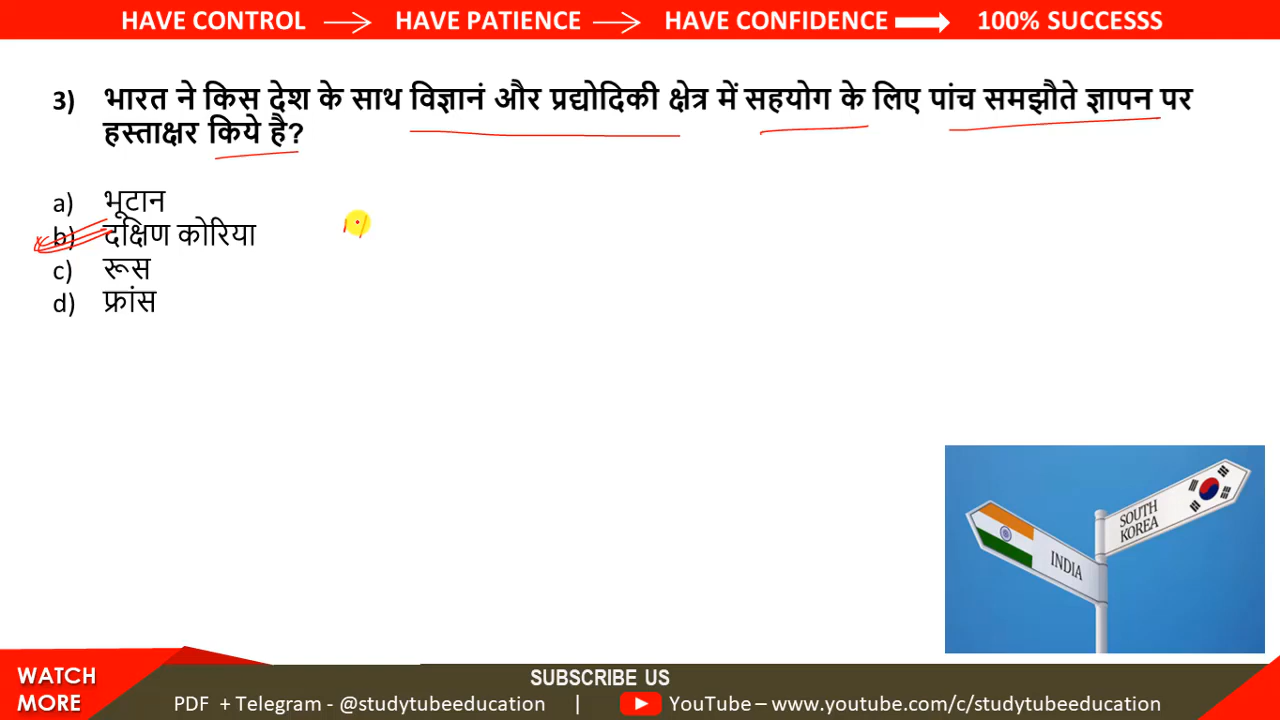 HAVE CONTROL HAVE PATIENCE HAVE CONFIDENCE 100% SUCCESSS
3) भारत ने किस देश के साथ विज्ञानं और प्रद्योदिकी क्षेत्र में सहयोग के लिए पांच समझौते ज्ञापन पर
हस्ताक्षर किये है?
a) भूटान
b) दक्षिण कोरिया
c) रूस
d) फ्रांस
SOUTH
KOREA
INDIA
WATCH
MORE
SUBSCRIBE US
PDF + Telegram - @studytubeeducation | YouTube – www.youtube.com/c/studytubeeducation